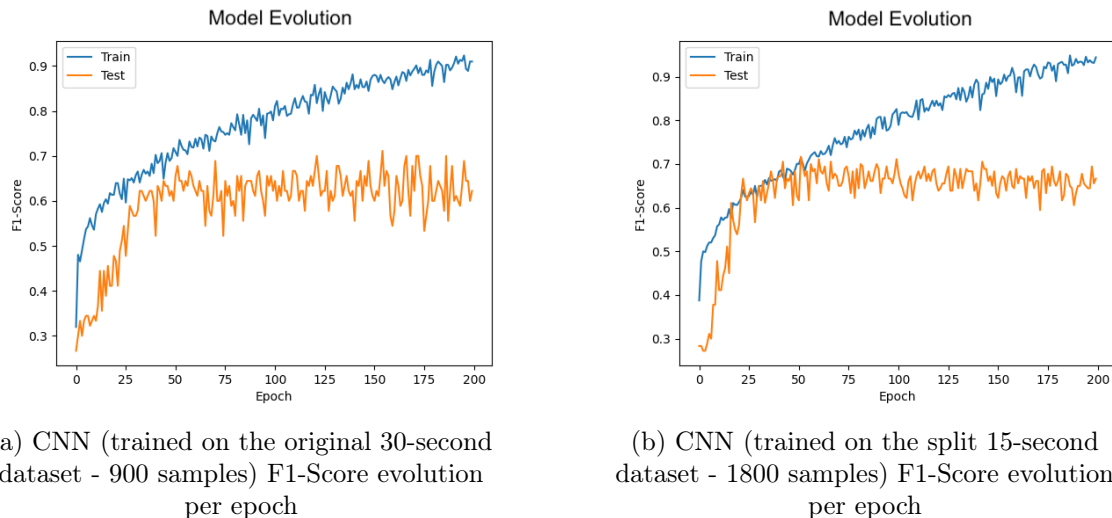 Model Evolution
Train
Test
F1-Score
0.9
0.8
0.7
0.6
0.5
0.4
0.3
0 25 50 75 100 125 150 175 200
Epoch
a) CNN (trained on the original 30-second
dataset - 900 samples) F1-Score evolution
per epoch
Model Evolution
Train
Test
F1-Score
0.9
0.8
0.7
0.6
0.5
0.4
0.3
0 25 50 75 100 125 150 175 200
Epoch
(b) CNN (trained on the split 15-second
dataset - 1800 samples) F1-Score evolution
per epoch